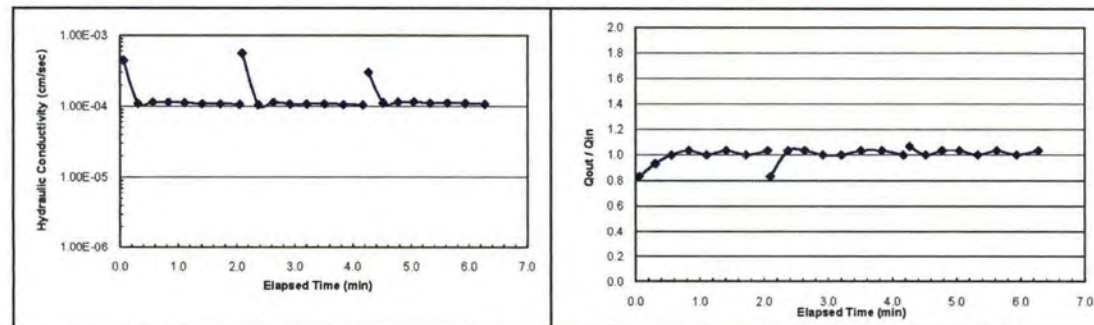 1.00E-03
1.00E-04
1.00E-05
1.00E-06
Hydraulic Conductivity (cm/sec)
0.0 1.0 2.0 3.0 4.0 5.0 6.0 7.0
Elapsed Time (min)
2.0
1.8
1.6
1.4
1.2
1.0
0.8
0.6
0.4
0.2
0.0
Qout / Qin
0.0 1.0 2.0 3.0 4.0 5.0 6.0 7.0
Elapsed Time (min)